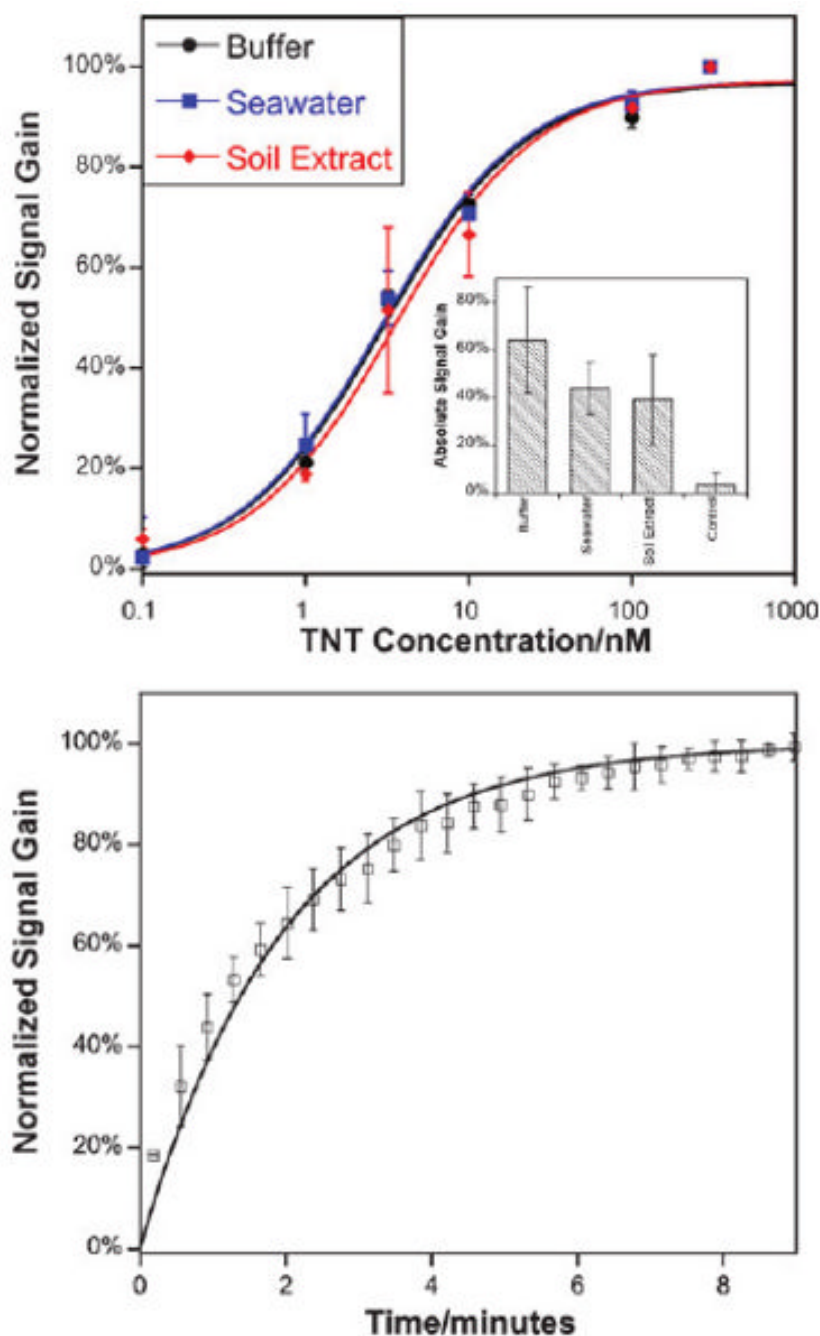 Buffer
Seawater
Soil Extract
Normalized Signal Gain
100%
80%
60%
40%
20%
0%
0.1
1
10
100
1000
TNT Concentration/nM
Absolute Signal Gain
80%
60%
40%
20%
0%
Buffer
Seawater
Soil Extract
Control
Normalized Signal Gain
100%
80%
60%
40%
20%
0%
0
2
4
6
8
Time/minutes